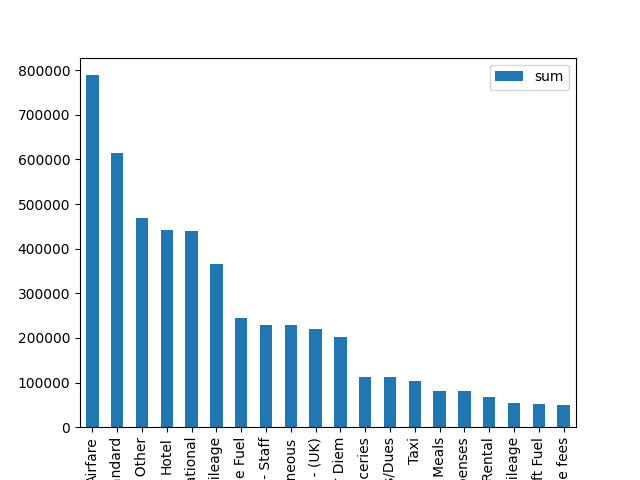 800000
700000
600000
500000
400000
300000
200000
100000
0
sum
Airfare
ndard
Other
Hotel
ational
ileage
e Fuel
- Staff
neous
- (UK)
r Diem
ceries
s/Dues
Taxi
Meals
enses
Rental
ileage
ft Fuel
e fees